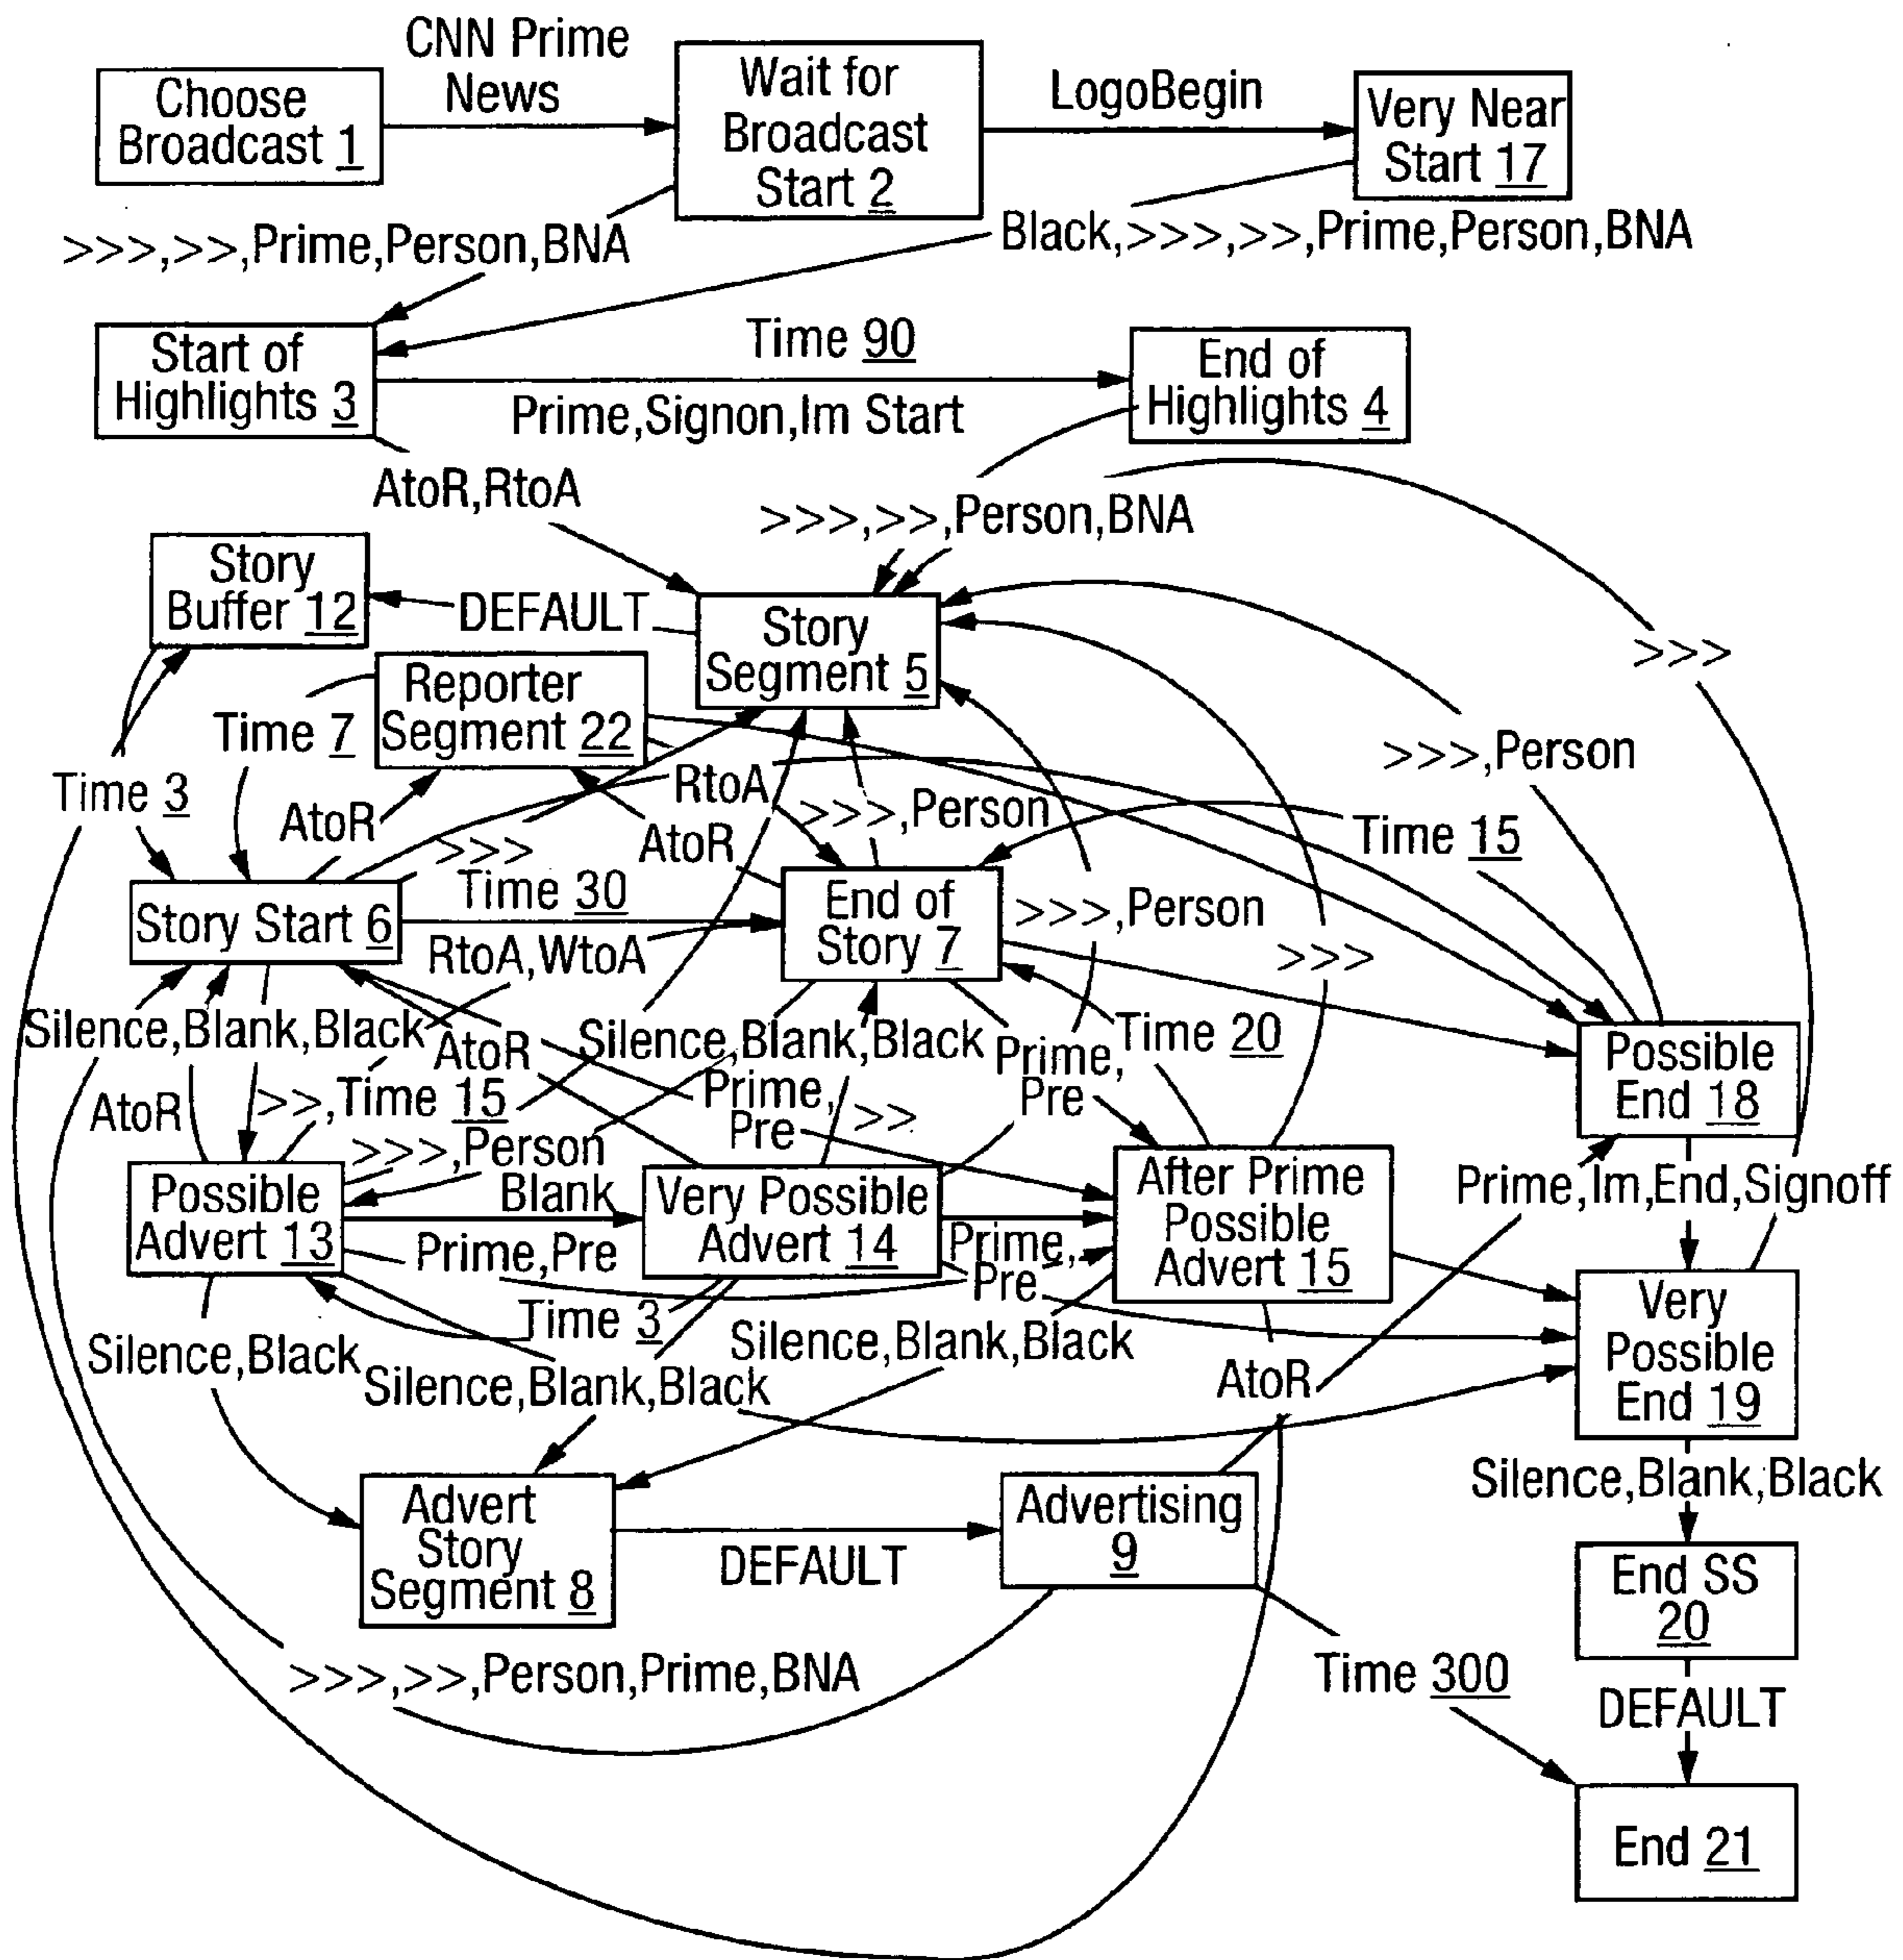 CNN Prime
News
Choose
Broadcast 1
Wait for
Broadcast
Start 2
LogoBegin
Very Near
Start 17
>>>,>>,Prime,Person,BNA
Black,>>>,>>,Prime,Person,BNA
Start of
Highlights 3
Time 90
Prime,Signon,Im Start
End of
Highlights 4
AtoR,RtoA
>>>,>>,Person,BNA
Story
Buffer 12
DEFAULT
Story
Segment 5
>>>
Reporter
Segment 22
Time 7
>>>,Person
Time 3
AtoR
RtoA
>>>,Person
>>>
AtoR
Time 15
Time 30
Story Start 6
End of
Story 7
>>>,Person
RtoA,WtoA
>>>
Silence,Blank,Black
AtoR
Silence,Blank,Black
Prime,
Pre
Time 20
Possible
End 18
AtoR
>>,Time 15
Prime,
Pre
>>
>>>,Person
Possible
Advert 13
Blank
Very Possible
Advert 14
After Prime
Possible
Advert 15
Prime,Im,End,Signoff
Prime,Pre
Prime,
Pre
Very
Possible
End 19
Time 3
Silence,Black
Silence,Blank,Black
Silence,Blank,Black
AtoR
Silence,Blank,Black
Advert
Story
Segment 8
DEFAULT
Advertising
9
End SS
20
>>>,>>,Person,Prime,BNA
Time 300
DEFAULT
End 21